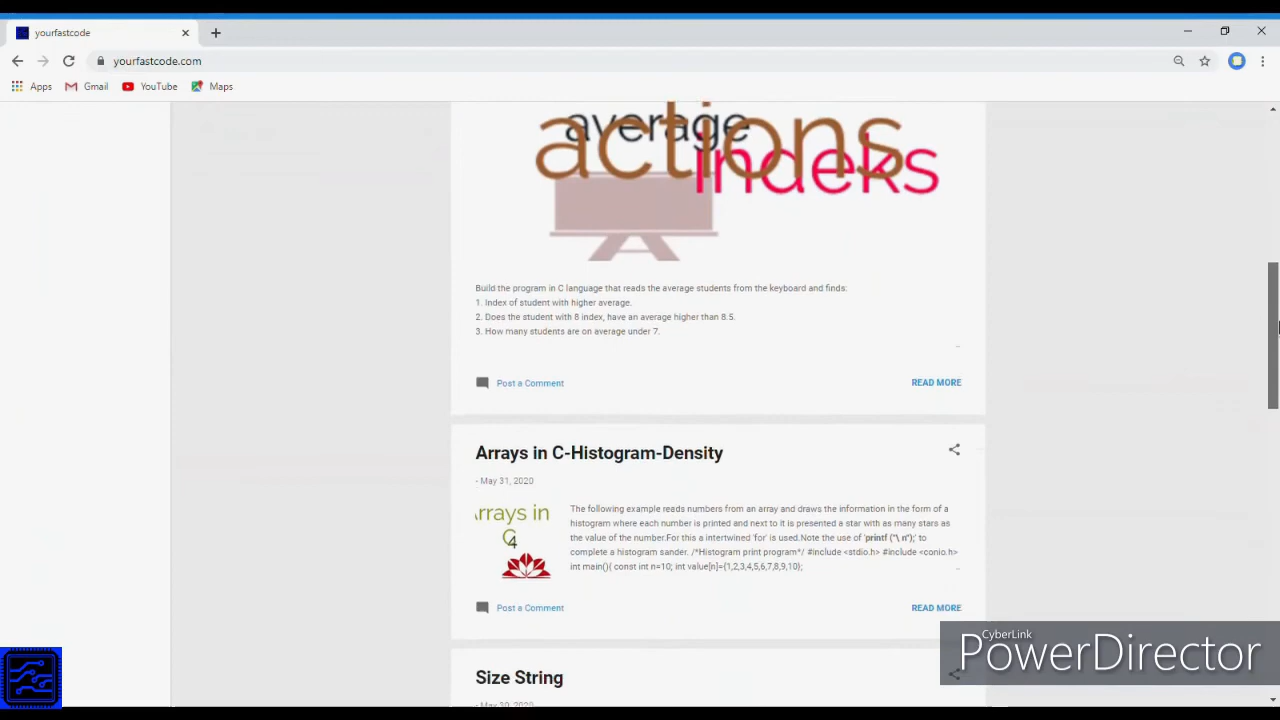 yourfastcode
yourfastcode.com
Apps Gmail YouTube Maps
average
actions
indeks
Build the program in C language that reads the average students from the keyboard and finds:
1. Index of student with higher average.
2. Does the student with 8 index, have an average higher than 8.5.
3. How many students are on average under 7.
...
Post a Comment READ MORE
Arrays in C-Histogram-Density
- May 31, 2020
The following example reads numbers from an array and draws the information in the form of a
histogram where each number is printed and next to it is presented a star with as many stars as
the value of the number.For this a intertwined 'for' is used.Note the use of 'printf ("\ n");' to
complete a histogram sander. /*Histogram print program*/ #include <stdio.h> #include <conio.h>
int main(){ const int n=10; int value[n]={1,2,3,4,5,6,7,8,9,10};
...
rrays in
C
4
Post a Comment READ MORE
CyberLink
PowerDirector
Size String
- May 30, 2020